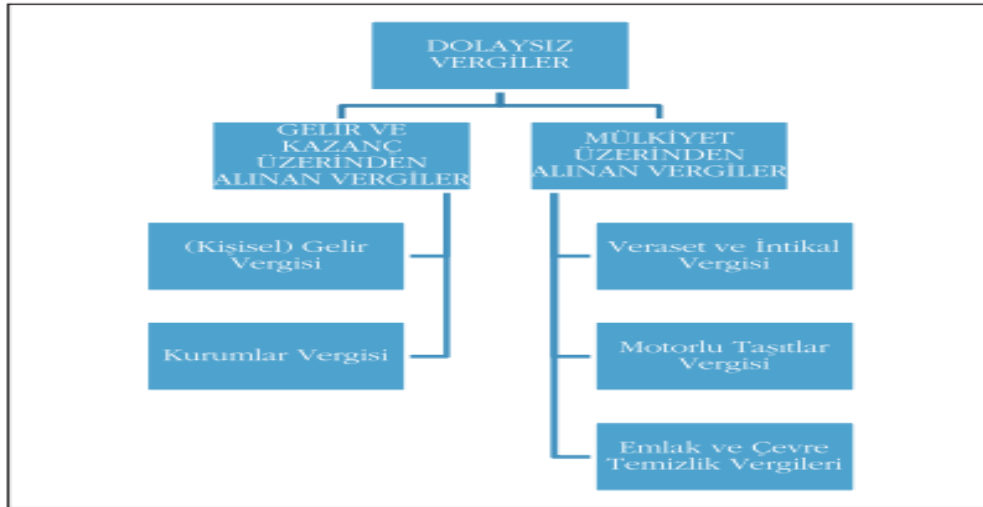 DOLAYSIZ
VERGİLER
GELİR VE
KAZANÇ
ÜZERİNDEN
ALINAN VERGİLER
MÜLKİYET
ÜZERİNDEN
ALINAN VERGİLER
(Kişisel) Gelir
Vergisi
Kurumlar Vergisi
Veraset ve İntikal
Vergisi
Motorlu Taşıtlar
Vergisi
Emlak ve Çevre
Temizlik Vergileri